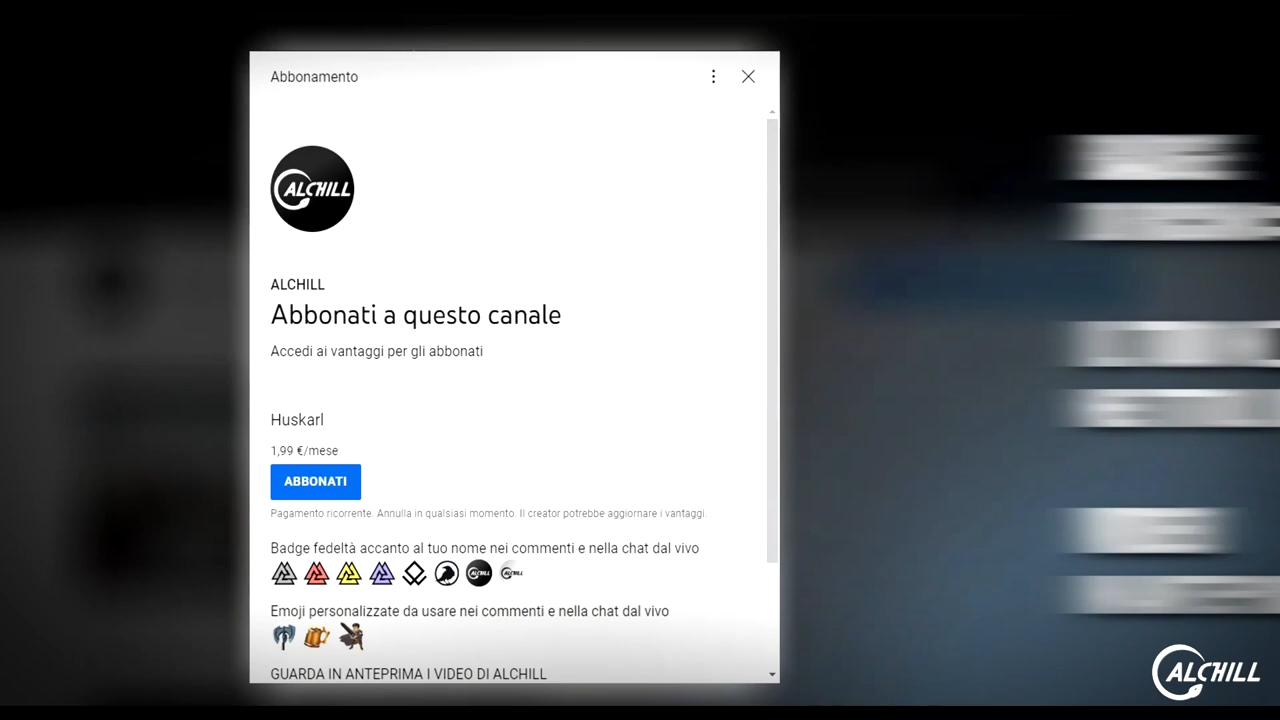 Abbonamento
ALCHILL
ALCHILL
Abbonati a questo canale
Accedi ai vantaggi per gli abbonati
Huskarl
1,99 €/mese
ABBONATI
Pagamento ricorrente. Annulla in qualsiasi momento. Il creator potrebbe aggiornare i vantaggi.
Badge fedeltà accanto al tuo nome nei commenti e nella chat dal vivo
ALCHILL ALCHILL
Emoji personalizzate da usare nei commenti e nella chat dal vivo
GUARDA IN ANTEPRIMA I VIDEO DI ALCHILL
ALCHILL